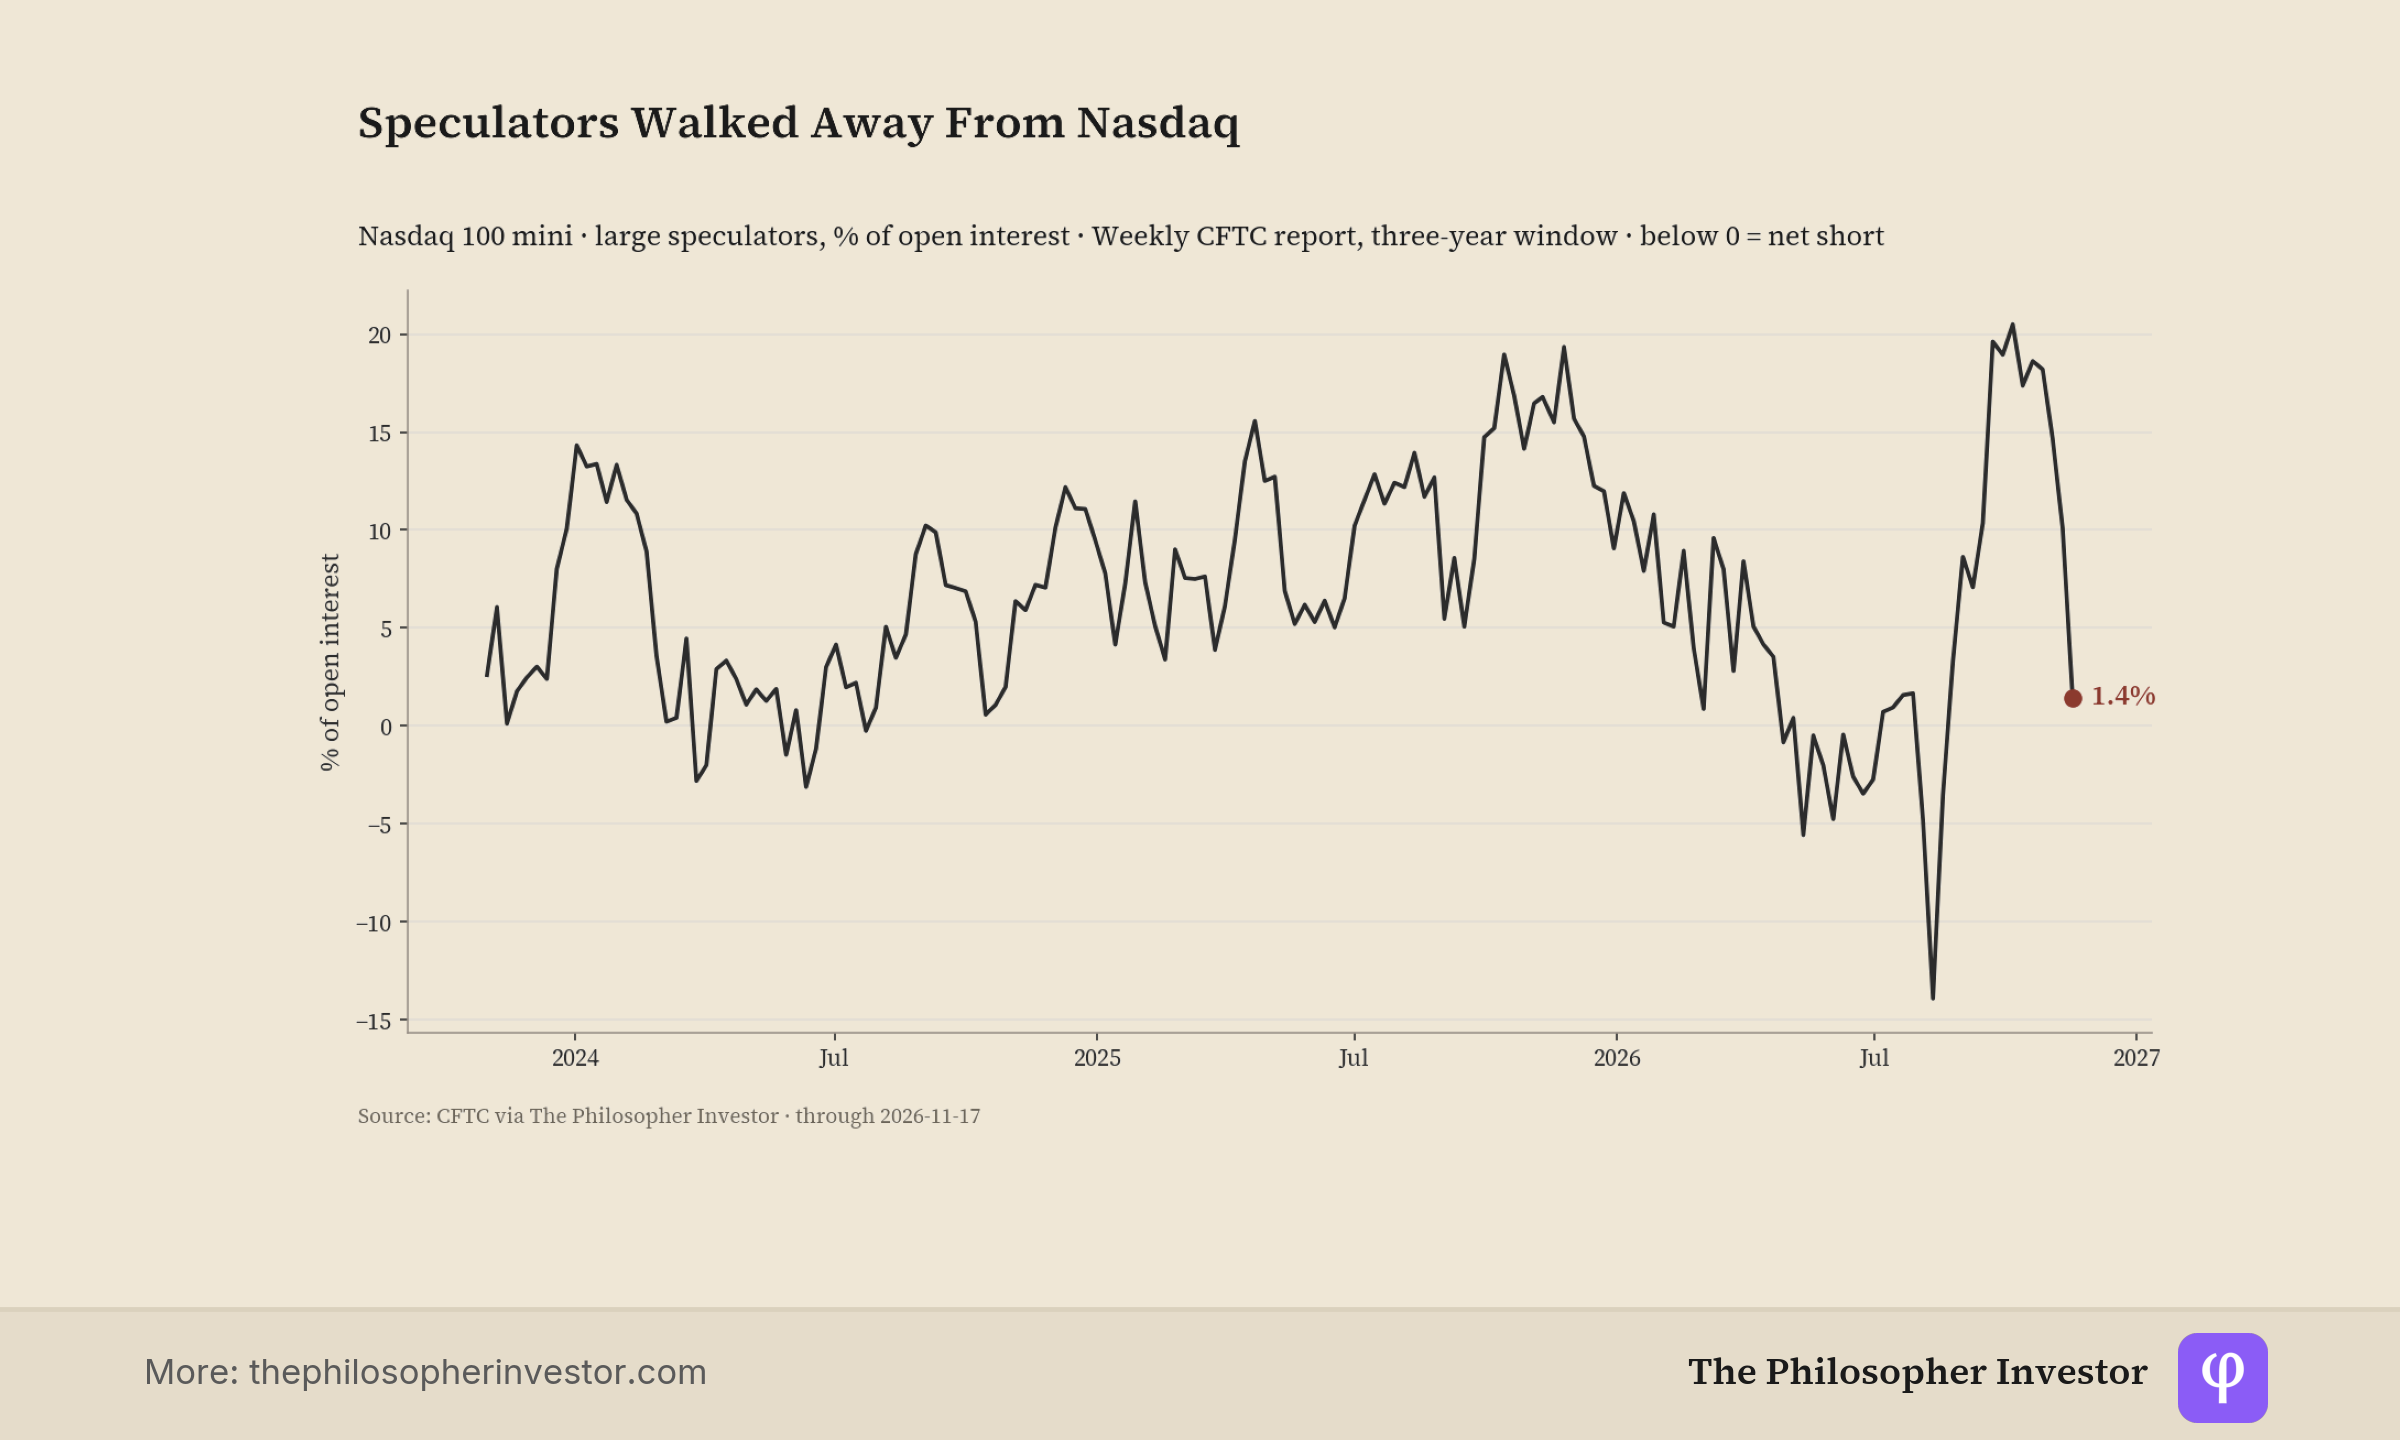 Speculators Walked Away From Nasdaq
Nasdaq 100 mini · large speculators, % of open interest · Weekly CFTC report, three-year window · below 0 = net short
% of open interest
20
15
10
5
0
−5
−10
−15
1.4%
2024
Jul
2025
Jul
2026
Jul
2027
Source: CFTC via The Philosopher Investor · through 2026-11-17
More: thephilosopherinvestor.com
The Philosopher Investor
φ